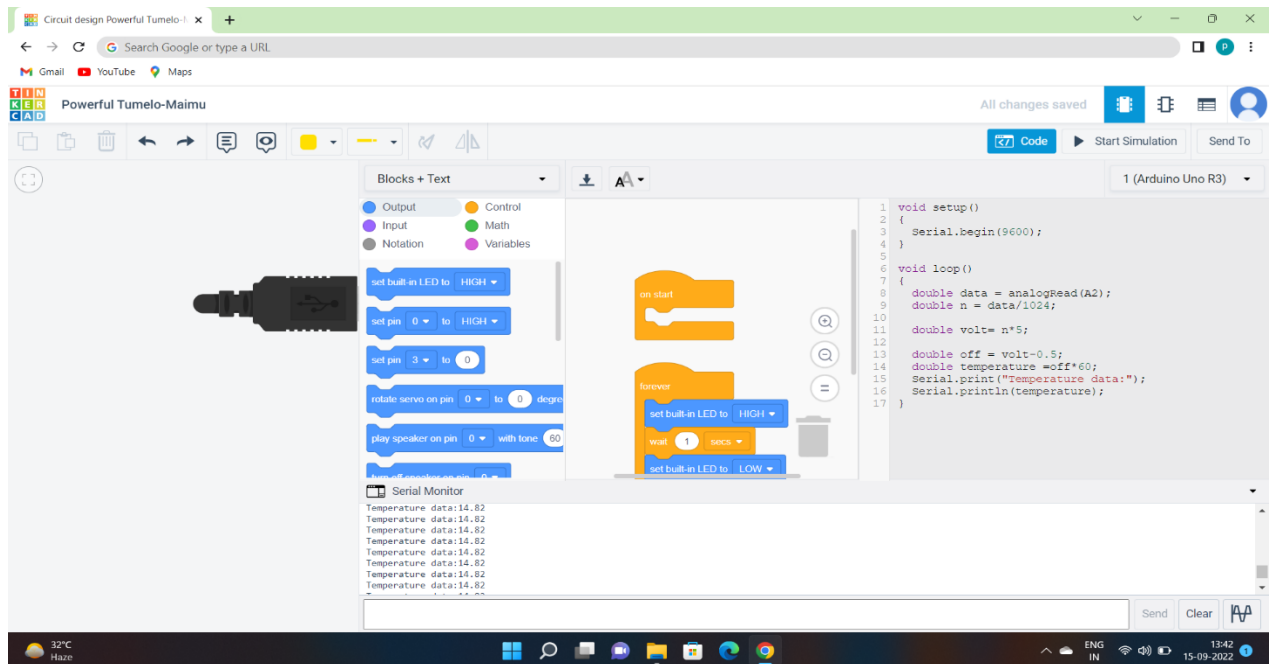 Circuit design Powerful Tumelo-
Search Google or type a URL
Gmail YouTube Maps
TIN
KER
CAD
Powerful Tumelo-Maimu
All changes saved
Code Start Simulation Send To
Blocks + Text
1 (Arduino Uno R3)
Output Control
Input Math
Notation Variables
set built-in LED to HIGH
set pin 0 to HIGH
set pin 3 to 0
rotate servo on pin 0 to 0 degre
play speaker on pin 0 with tone 60
turn off speaker on pin 0
on start
forever
set built-in LED to HIGH
wait 1 secs
set built-in LED to LOW
1 void setup()
2 {
3 Serial.begin(9600);
4 }
5
6 void loop()
7 {
8 double data = analogRead(A2);
9 double n = data/1024;
10
11 double volt= n*5;
12
13 double off = volt-0.5;
14 double temperature =off*60;
15 Serial.print("Temperature data:");
16 Serial.println(temperature);
17 }
Serial Monitor
Temperature data:14.82
Temperature data:14.82
Temperature data:14.82
Temperature data:14.82
Temperature data:14.82
Temperature data:14.82
Temperature data:14.82
Temperature data:14.82
Send Clear
32°C
Haze
ENG
IN
13:42
15-09-2022